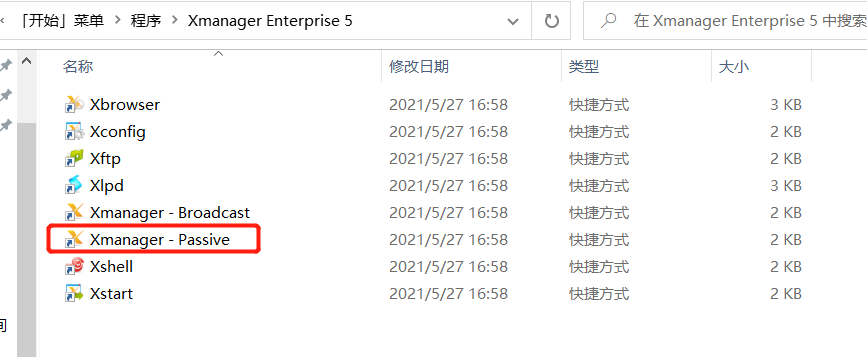 「开始」菜单 程序 Xmanager Enterprise 5 在 Xmanager Enterprise 5 中搜索
名称 修改日期 类型 大小
Xbrowser 2021/5/27 16:58 快捷方式 3 KB
Xconfig 2021/5/27 16:58 快捷方式 2 KB
Xftp 2021/5/27 16:58 快捷方式 2 KB
Xlpd 2021/5/27 16:58 快捷方式 3 KB
Xmanager - Broadcast 2021/5/27 16:58 快捷方式 2 KB
Xmanager - Passive 2021/5/27 16:58 快捷方式 2 KB
Xshell 2021/5/27 16:58 快捷方式 2 KB
Xstart 2021/5/27 16:58 快捷方式 2 KB